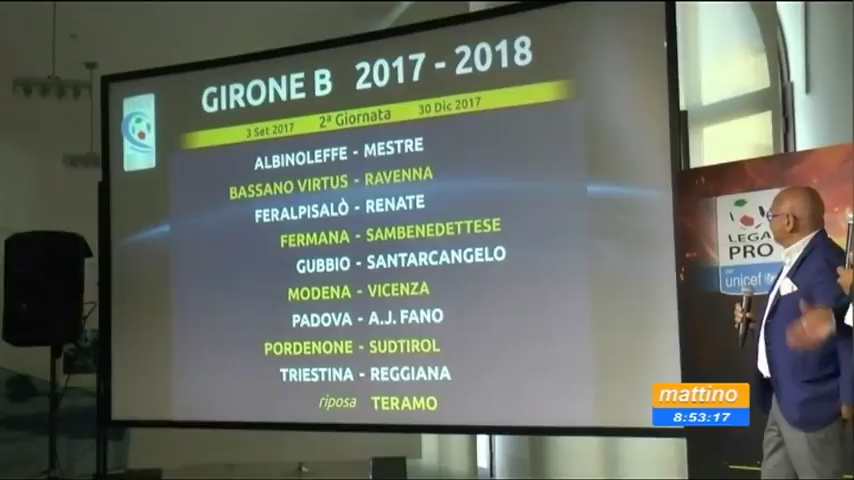 GIRONE B 2017 - 2018
3 Set 2017 2ª Giornata 30 Dic 2017
ALBINOLEFFE - MESTRE
BASSANO VIRTUS - RAVENNA
FERALPISALÒ - RENATE
FERMANA - SAMBENEDETTESE
GUBBIO - SANTARCANGELO
MODENA - VICENZA
PADOVA - A.J. FANO
PORDENONE - SUDTIROL
TRIESTINA - REGGIANA
riposa TERAMO
LEGA
PRO
unicef
mattino
8:53:17